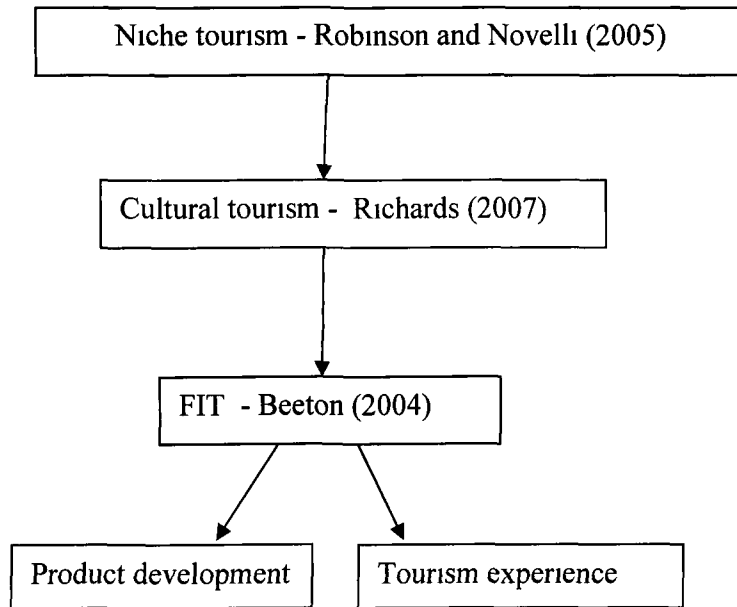 Niche tourism - Robinson and Novelli (2005)
Cultural tourism - Richards (2007)
FIT - Beeton (2004)
Product development
Tourism experience